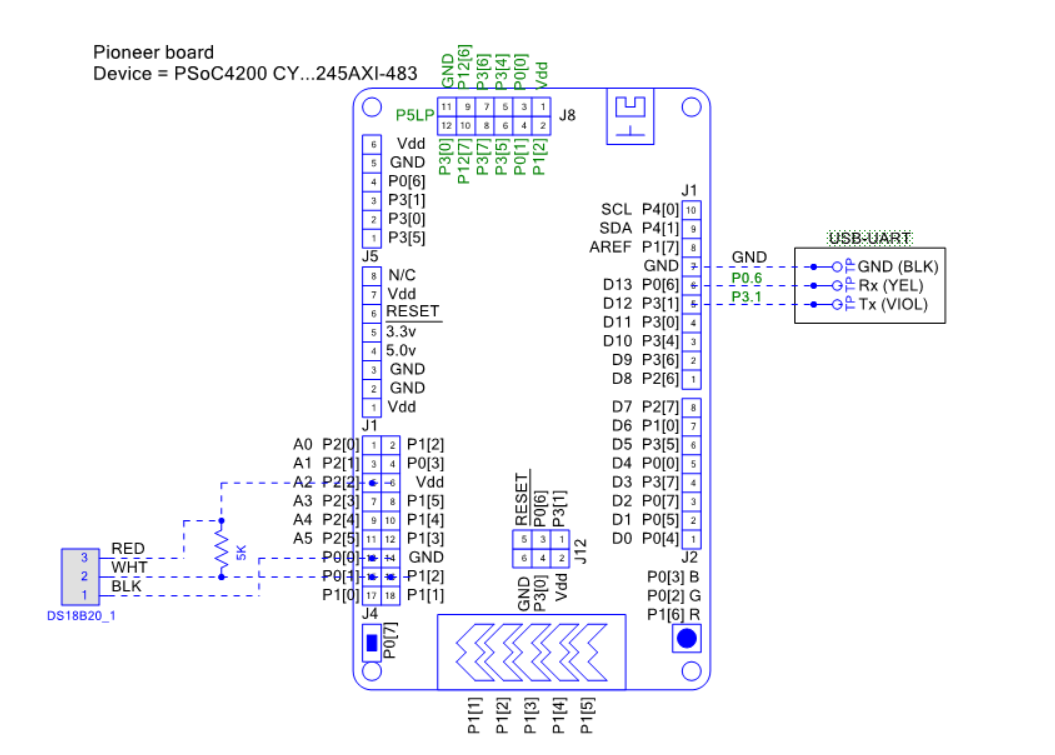 Pioneer board
Device = PSoC4200 CY...245AXI-483
GND P12[6] P3[6] P3[4] P0[0] Vdd
P5LP 11 9 7 5 3 1 J8
12 10 8 6 4 2
P3[0] P12[7] P3[7] P3[5] P0[1] P1[2]
6 Vdd
5 GND
4 P0[6]
3 P3[1]
2 P3[0]
1 P3[5]
J5
8 N/C
7 Vdd
6 RESET
5 3.3v
4 5.0v
3 GND
2 GND
1 Vdd
J1
A0 P2[0] 1 2 P1[2]
A1 P2[1] 3 4 P0[3]
A2 P2[2] 5 6 Vdd
A3 P2[3] 7 8 P1[5]
A4 P2[4] 9 10 P1[4]
A5 P2[5] 11 12 P1[3]
P0[0] 13 14 GND
P0[1] 15 16 P1[2]
P1[0] 17 18 P1[1]
J4
P0[7]
J1
SCL P4[0] 10
SDA P4[1] 9
AREF P1[7] 8
GND 7
D13 P0[6] 6
D12 P3[1] 5
D11 P3[0] 4
D10 P3[4] 3
D9 P3[6] 2
D8 P2[6] 1
D7 P2[7] 8
D6 P1[0] 7
D5 P3[5] 6
D4 P0[0] 5
D3 P3[7] 4
D2 P0[7] 3
D1 P0[5] 2
D0 P0[4] 1
J2
P0[3] B
P0[2] G
P1[6] R
USB-UART
GND TP GND (BLK)
P0.6 TP Rx (YEL)
P3.1 TP Tx (VIOL)
RESET P0[6] P3[1]
5 3 1
6 4 2
J12
GND P3[0] Vdd
5K
3 RED
2 WHT
1 BLK
DS18B20_1
P1[1] P1[2] P1[3] P1[4] P1[5]